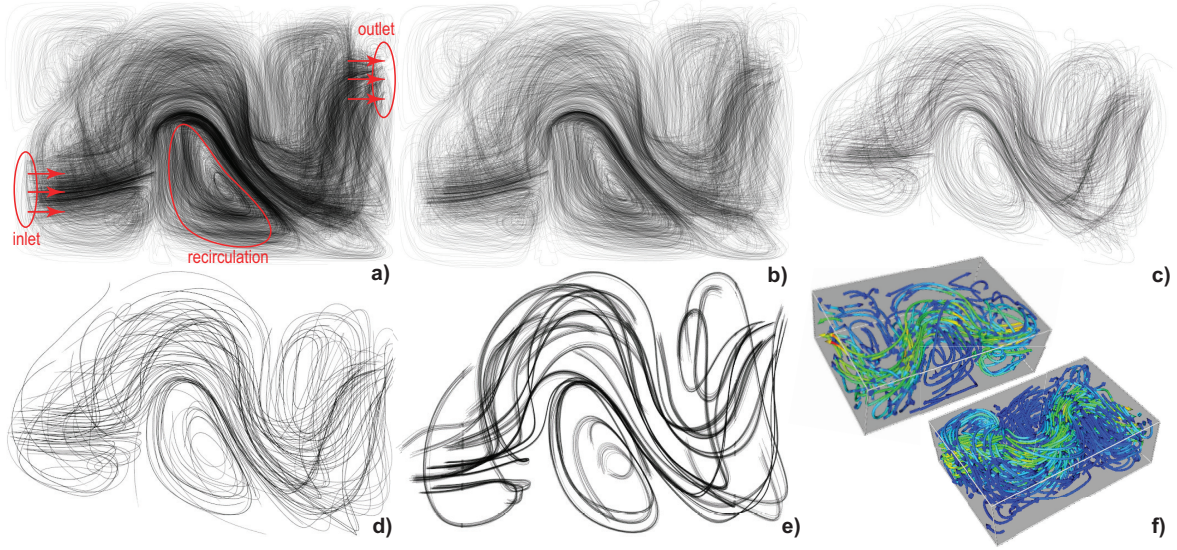 outlet
inlet
recirculation
a)
b)
c)
d)
e)
f)